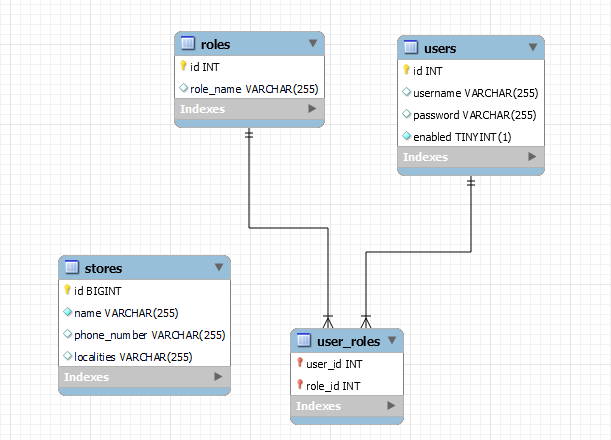 roles
id INT
role_name VARCHAR(255)
Indexes
users
id INT
username VARCHAR(255)
password VARCHAR(255)
enabled TINYINT(1)
Indexes
stores
id BIGINT
name VARCHAR(255)
phone_number VARCHAR(255)
localities VARCHAR(255)
Indexes
user_roles
user_id INT
role_id INT
Indexes